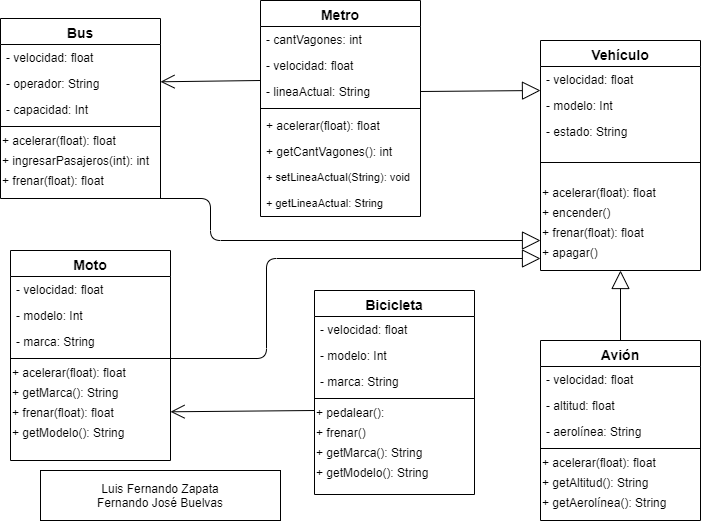 Bus
- velocidad: float
- operador: String
- capacidad: Int
+ acelerar(float): float
+ ingresarPasajeros(int): int
+ frenar(float): float
Metro
- cantVagones: int
- velocidad: float
- lineaActual: String
+ acelerar(float): float
+ getCantVagones(): int
+ setLineaActual(String): void
+ getLineaActual: String
Vehículo
- velocidad: float
- modelo: Int
- estado: String
+ acelerar(float): float
+ encender()
+ frenar(float): float
+ apagar()
Moto
- velocidad: float
- modelo: Int
- marca: String
+ acelerar(float): float
+ getMarca(): String
+ frenar(float): float
+ getModelo(): String
Bicicleta
- velocidad: float
- modelo: Int
- marca: String
+ pedalear():
+ frenar()
+ getMarca(): String
+ getModelo(): String
Avión
- velocidad: float
- altitud: float
- aerolínea: String
+ acelerar(float): float
+ getAltitud(): String
+ getAerolínea(): String
Luis Fernando Zapata
Fernando José Buelvas